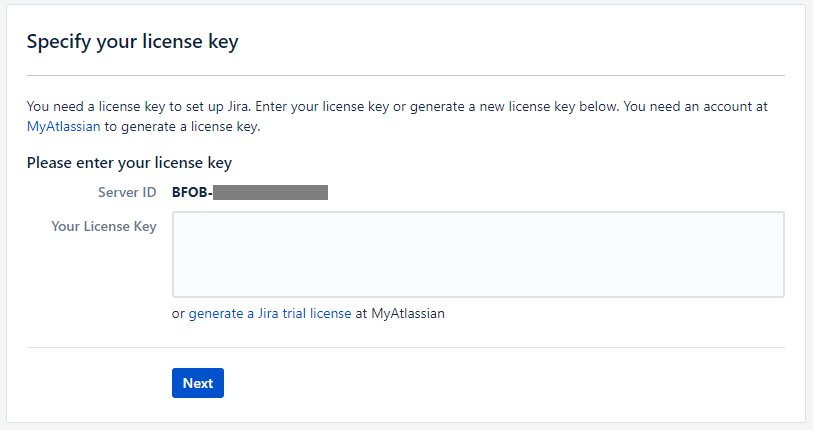 Specify your license key
You need a license key to set up Jira. Enter your license key or generate a new license key below. You need an account at
MyAtlassian to generate a license key.
Please enter your license key
Server ID BFOB-
Your License Key
or generate a Jira trial license at MyAtlassian
Next